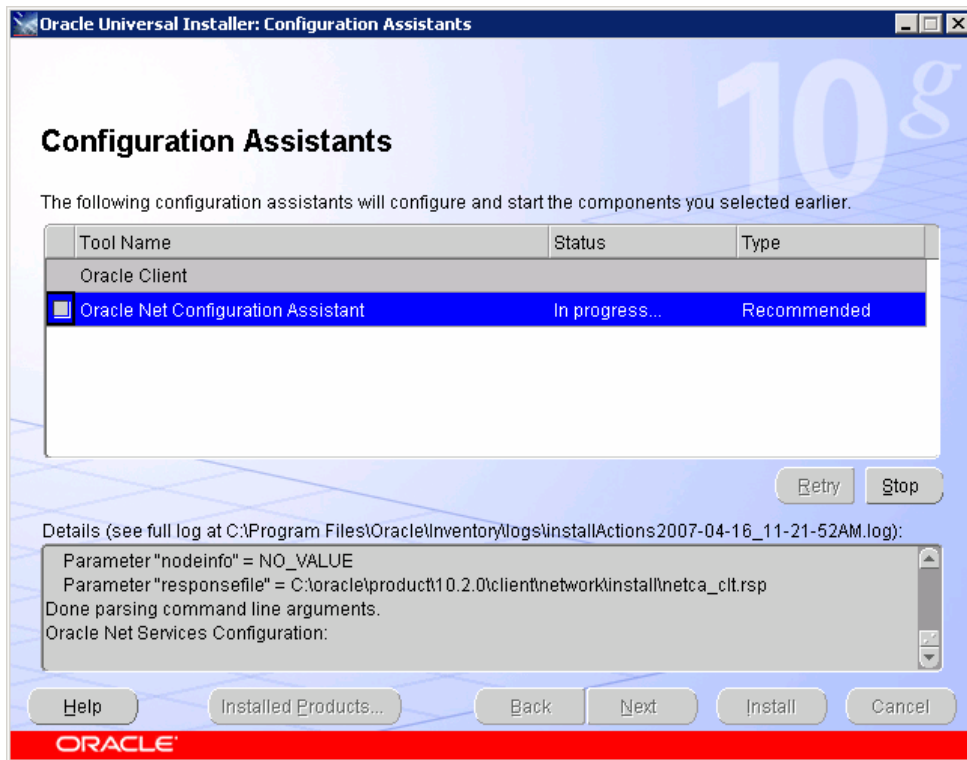 Oracle Universal Installer: Configuration Assistants
10g
Configuration Assistants
The following configuration assistants will configure and start the components you selected earlier.
Tool Name Status Type
Oracle Client
Oracle Net Configuration Assistant In progress... Recommended
Retry Stop
Details (see full log at C:\Program Files\Oracle\Inventory\logs\installActions2007-04-16_11-21-52AM.log):
Parameter "nodeinfo" = NO_VALUE
Parameter "responsefile" = C:\oracle\product\10.2.0\client\network\install\netca_clt.rsp
Done parsing command line arguments.
Oracle Net Services Configuration:
Help Installed Products... Back Next Install Cancel
ORACLE